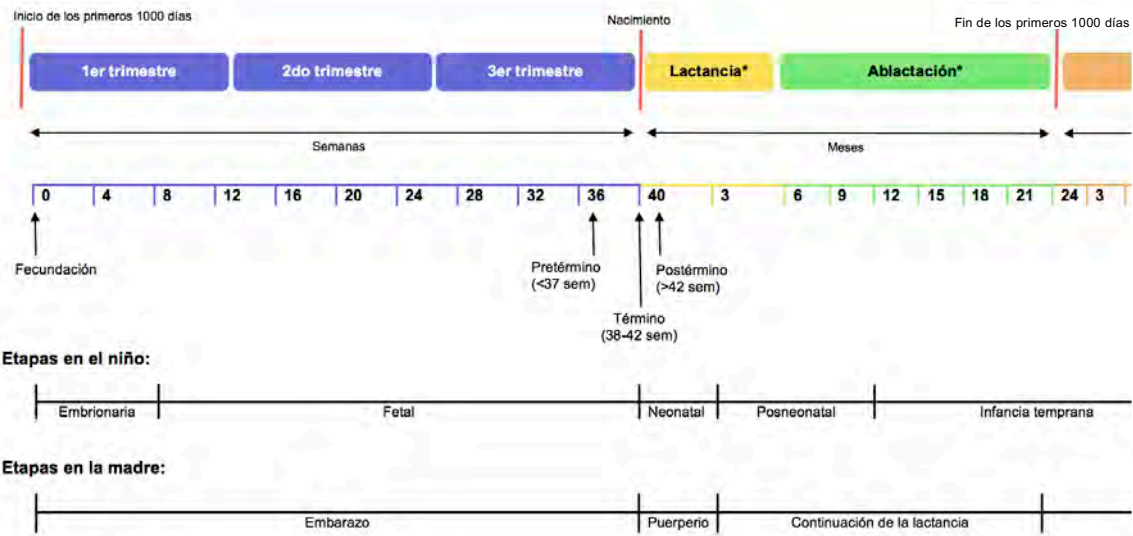 Inicio de los primeros 1000 días
Nacimiento
Fin de los primeros 1000 días
1er trimestre
2do trimestre
3er trimestre
Lactancia*
Ablactación*
Semanas
Meses
0 4 8 12 16 20 24 28 32 36 40 3 6 9 12 15 18 21 24 3
Fecundación
Pretérmino
(<37 sem)
Postérmino
(>42 sem)
Término
(38-42 sem)
Etapas en el niño:
Embrionaria
Fetal
Neonatal
Posneonatal
Infancia temprana
Etapas en la madre:
Embarazo
Puerperio
Continuación de la lactancia